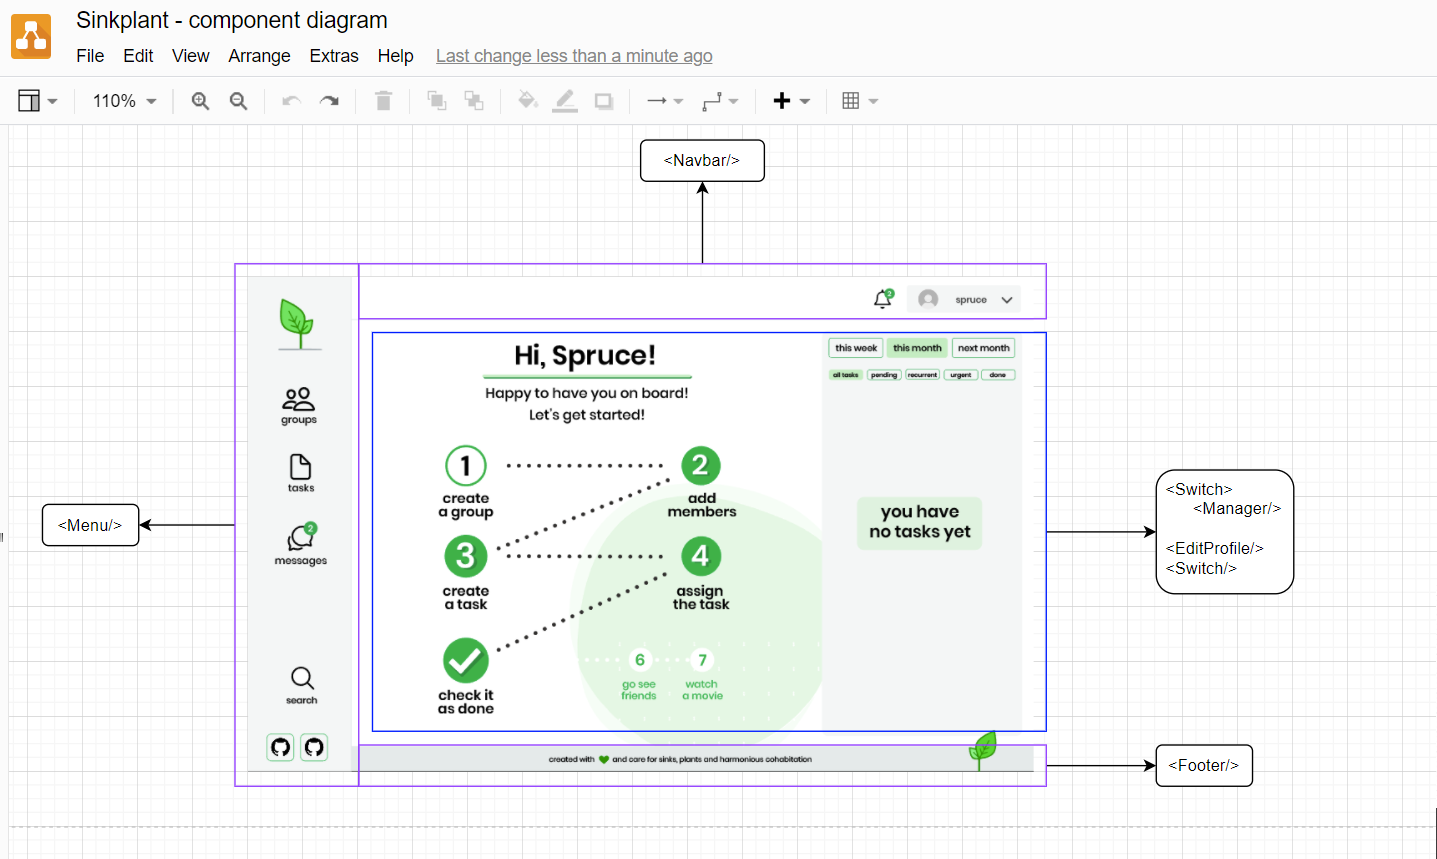 Sinkplant - component diagram
File Edit View Arrange Extras Help Last change less than a minute ago
110%
<Navbar/>
2
spruce
Hi, Spruce!
Happy to have you on board!
Let's get started!
this week this month next month
all tasks pending recurrent urgent done
groups
tasks
2
messages
search
1
create
a group
2
add
members
3
create
a task
4
assign
the task
check it
as done
6
go see
friends
7
watch
a movie
you have
no tasks yet
<Menu/>
<Switch>
<Manager/>
<EditProfile/>
<Switch/>
created with and care for sinks, plants and harmonious cohabitation
<Footer/>